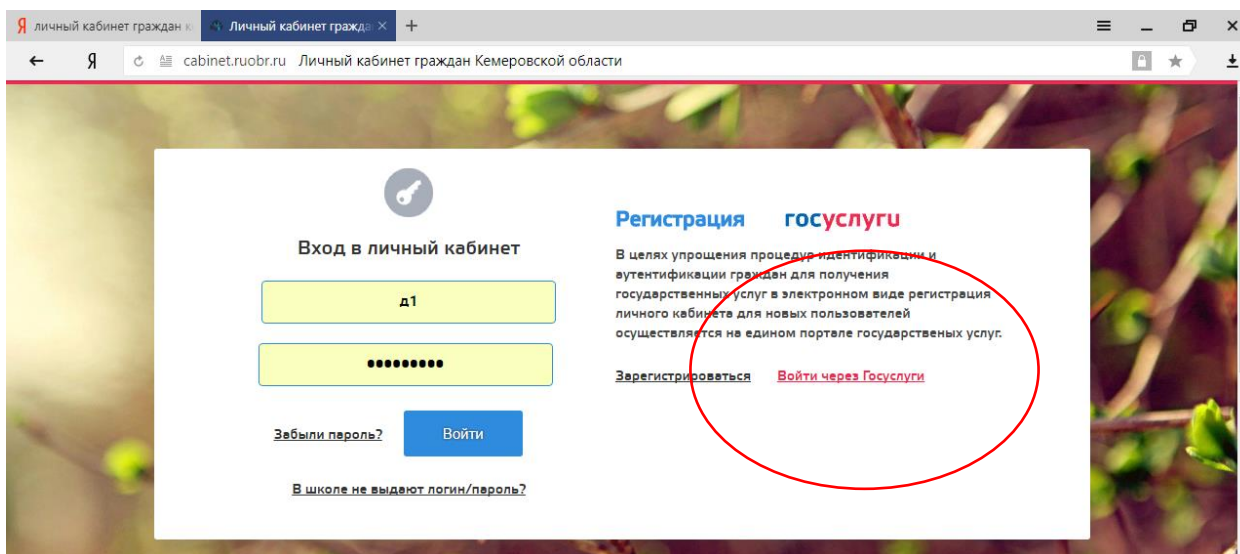 Я личный кабинет граждан
Личный кабинет гражда
cabinet.ruobr.ru Личный кабинет граждан Кемеровской области
Я
Вход в личный кабинет
д1
•••••••••
Забыли пароль?
Войти
В школе не выдают логин/пароль?
Регистрация
госуслуги
В целях упрощения процедур идентификации и
аутентификации граждан для получения
государственных услуг в электронном виде регистрация
личного кабинета для новых пользователей
осуществляется на едином портале государственых услуг.
Зарегистрироваться
Войти через Госуслуги